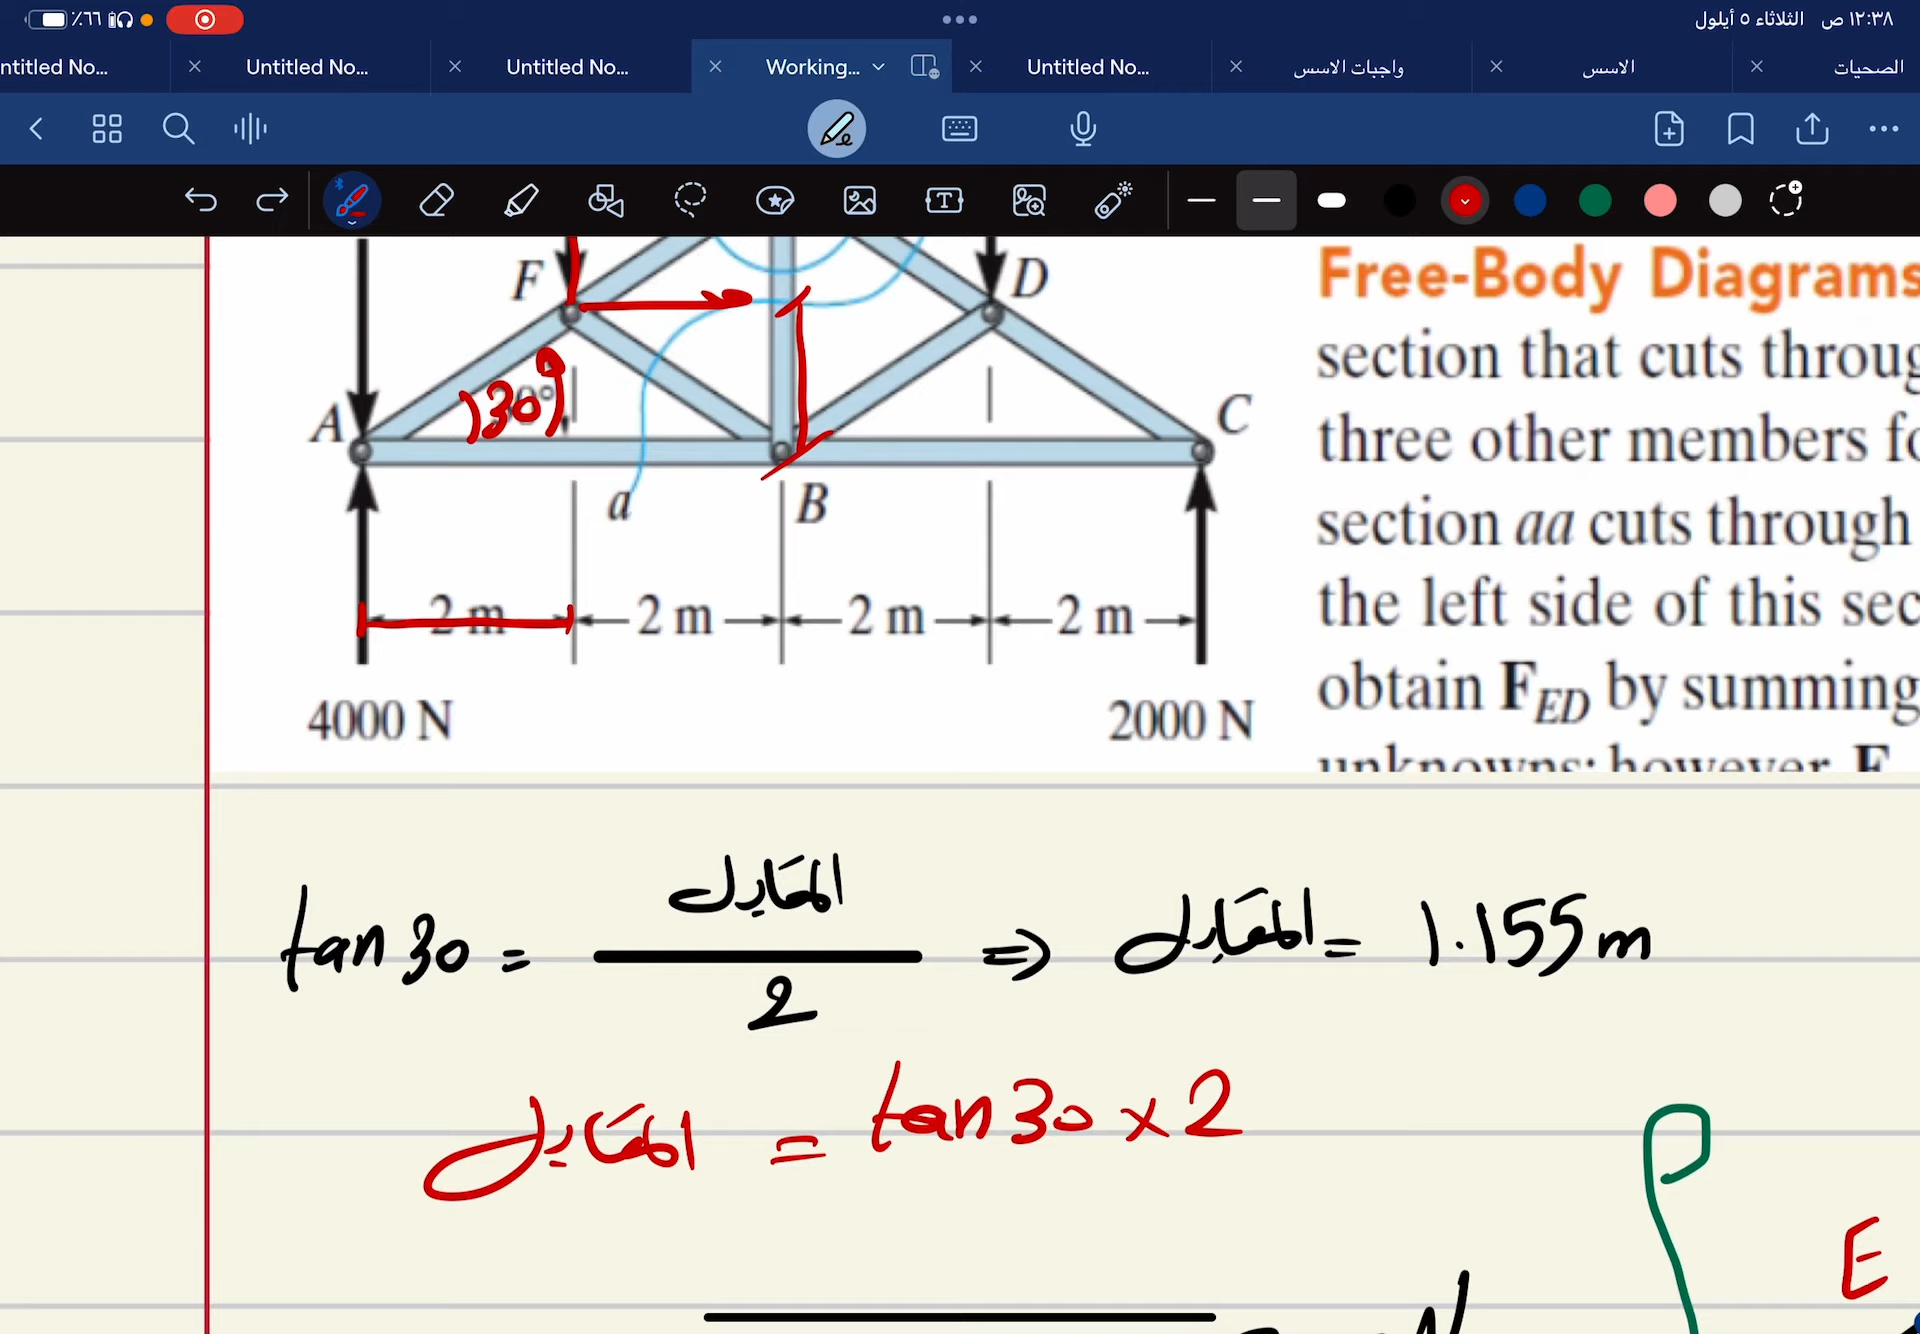 ٪٦٦
١٢:٣٨ ص الثلاثاء ٥ أيلول
ntitled No...
Untitled No...
Untitled No...
Working...
Untitled No...
واجبات الاسس
الاسس
الصحيات
F
D
A
30°
C
a
B
2 m
2 m
2 m
2 m
4000 N
2000 N
Free-Body Diagrams
section that cuts throug
three other members fo
section aa cuts through
the left side of this sec
obtain F_ED by summing
unknowns; however, F
tan 30 = المقابل / 2 ⇒ المقابل = 1.155 m
المقابل = tan 30 × 2
E
N